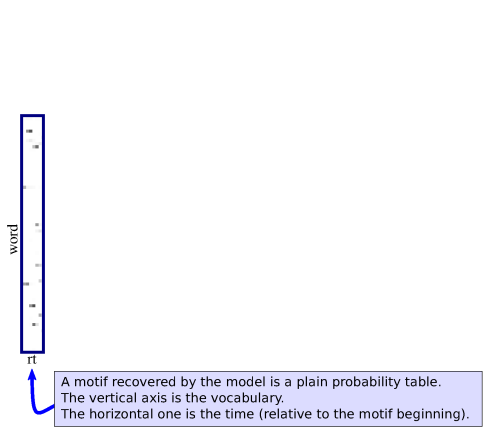 word
rt
A motif recovered by the model is a plain probability table.
The vertical axis is the vocabulary.
The horizontal one is the time (relative to the motif beginning).